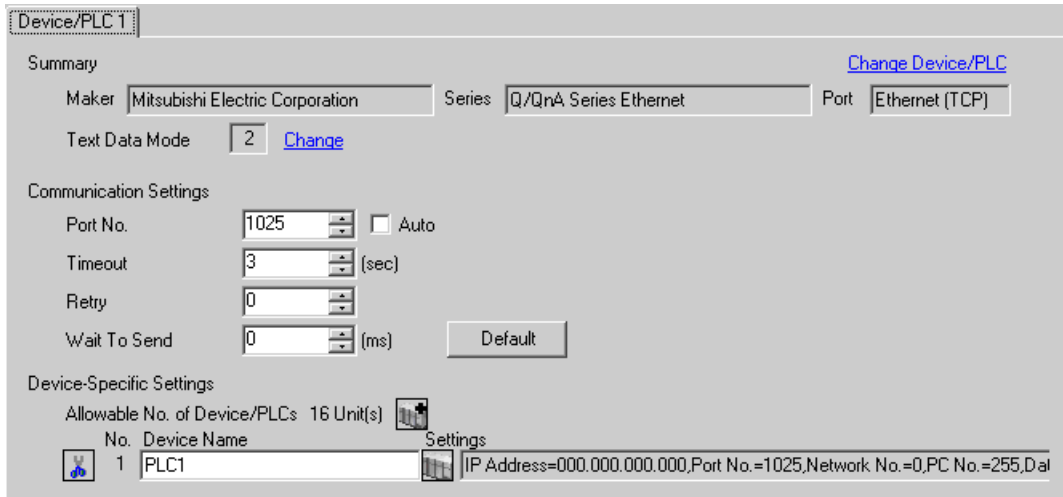 Device/PLC 1
Summary
Change Device/PLC
Maker Mitsubishi Electric Corporation Series Q/QnA Series Ethernet Port Ethernet (TCP)
Text Data Mode 2 Change
Communication Settings
Port No. 1025 Auto
Timeout 3 (sec)
Retry 0
Wait To Send 0 (ms) Default
Device-Specific Settings
Allowable No. of Device/PLCs 16 Unit(s)
No. Device Name Settings
1 PLC1 IP Address=000.000.000.000,Port No.=1025,Network No.=0,PC No.=255,